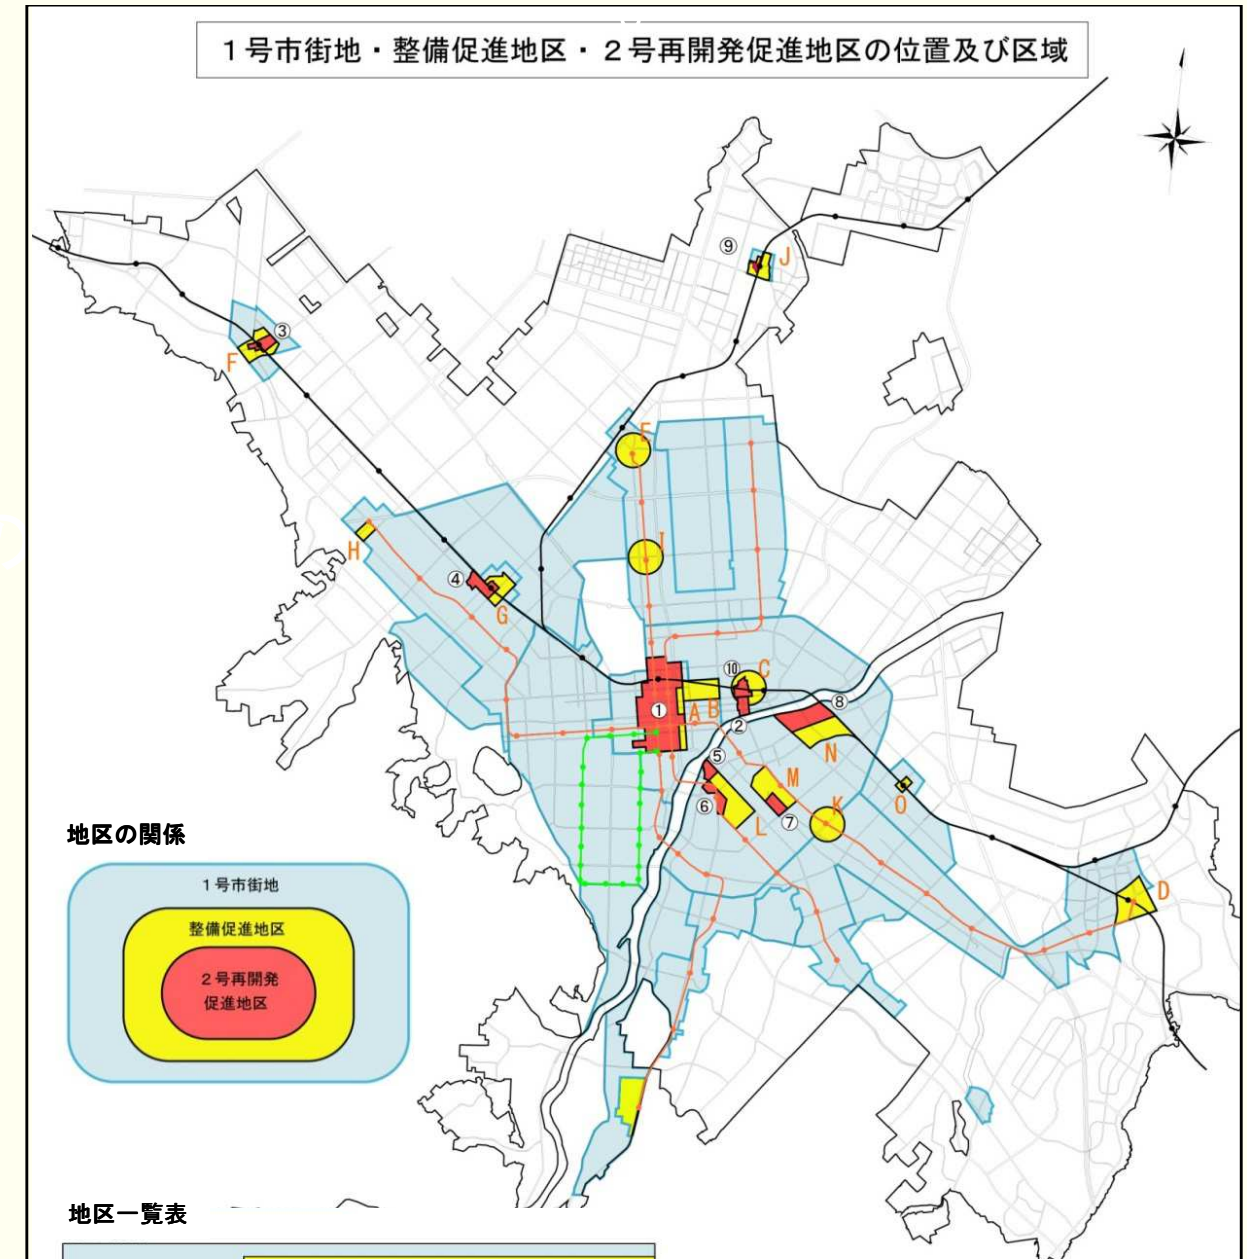 1号市街地・整備促進地区・2号再開発促進地区の位置及び区域
⑨
J
③
F
E
H
I
④
G
⑩
C
①
A
B
②
⑧
N
⑤
M
⑥
⑦
K
L
O
D
地区の関係
1号市街地
整備促進地区
2号再開発
促進地区
地区一覧表